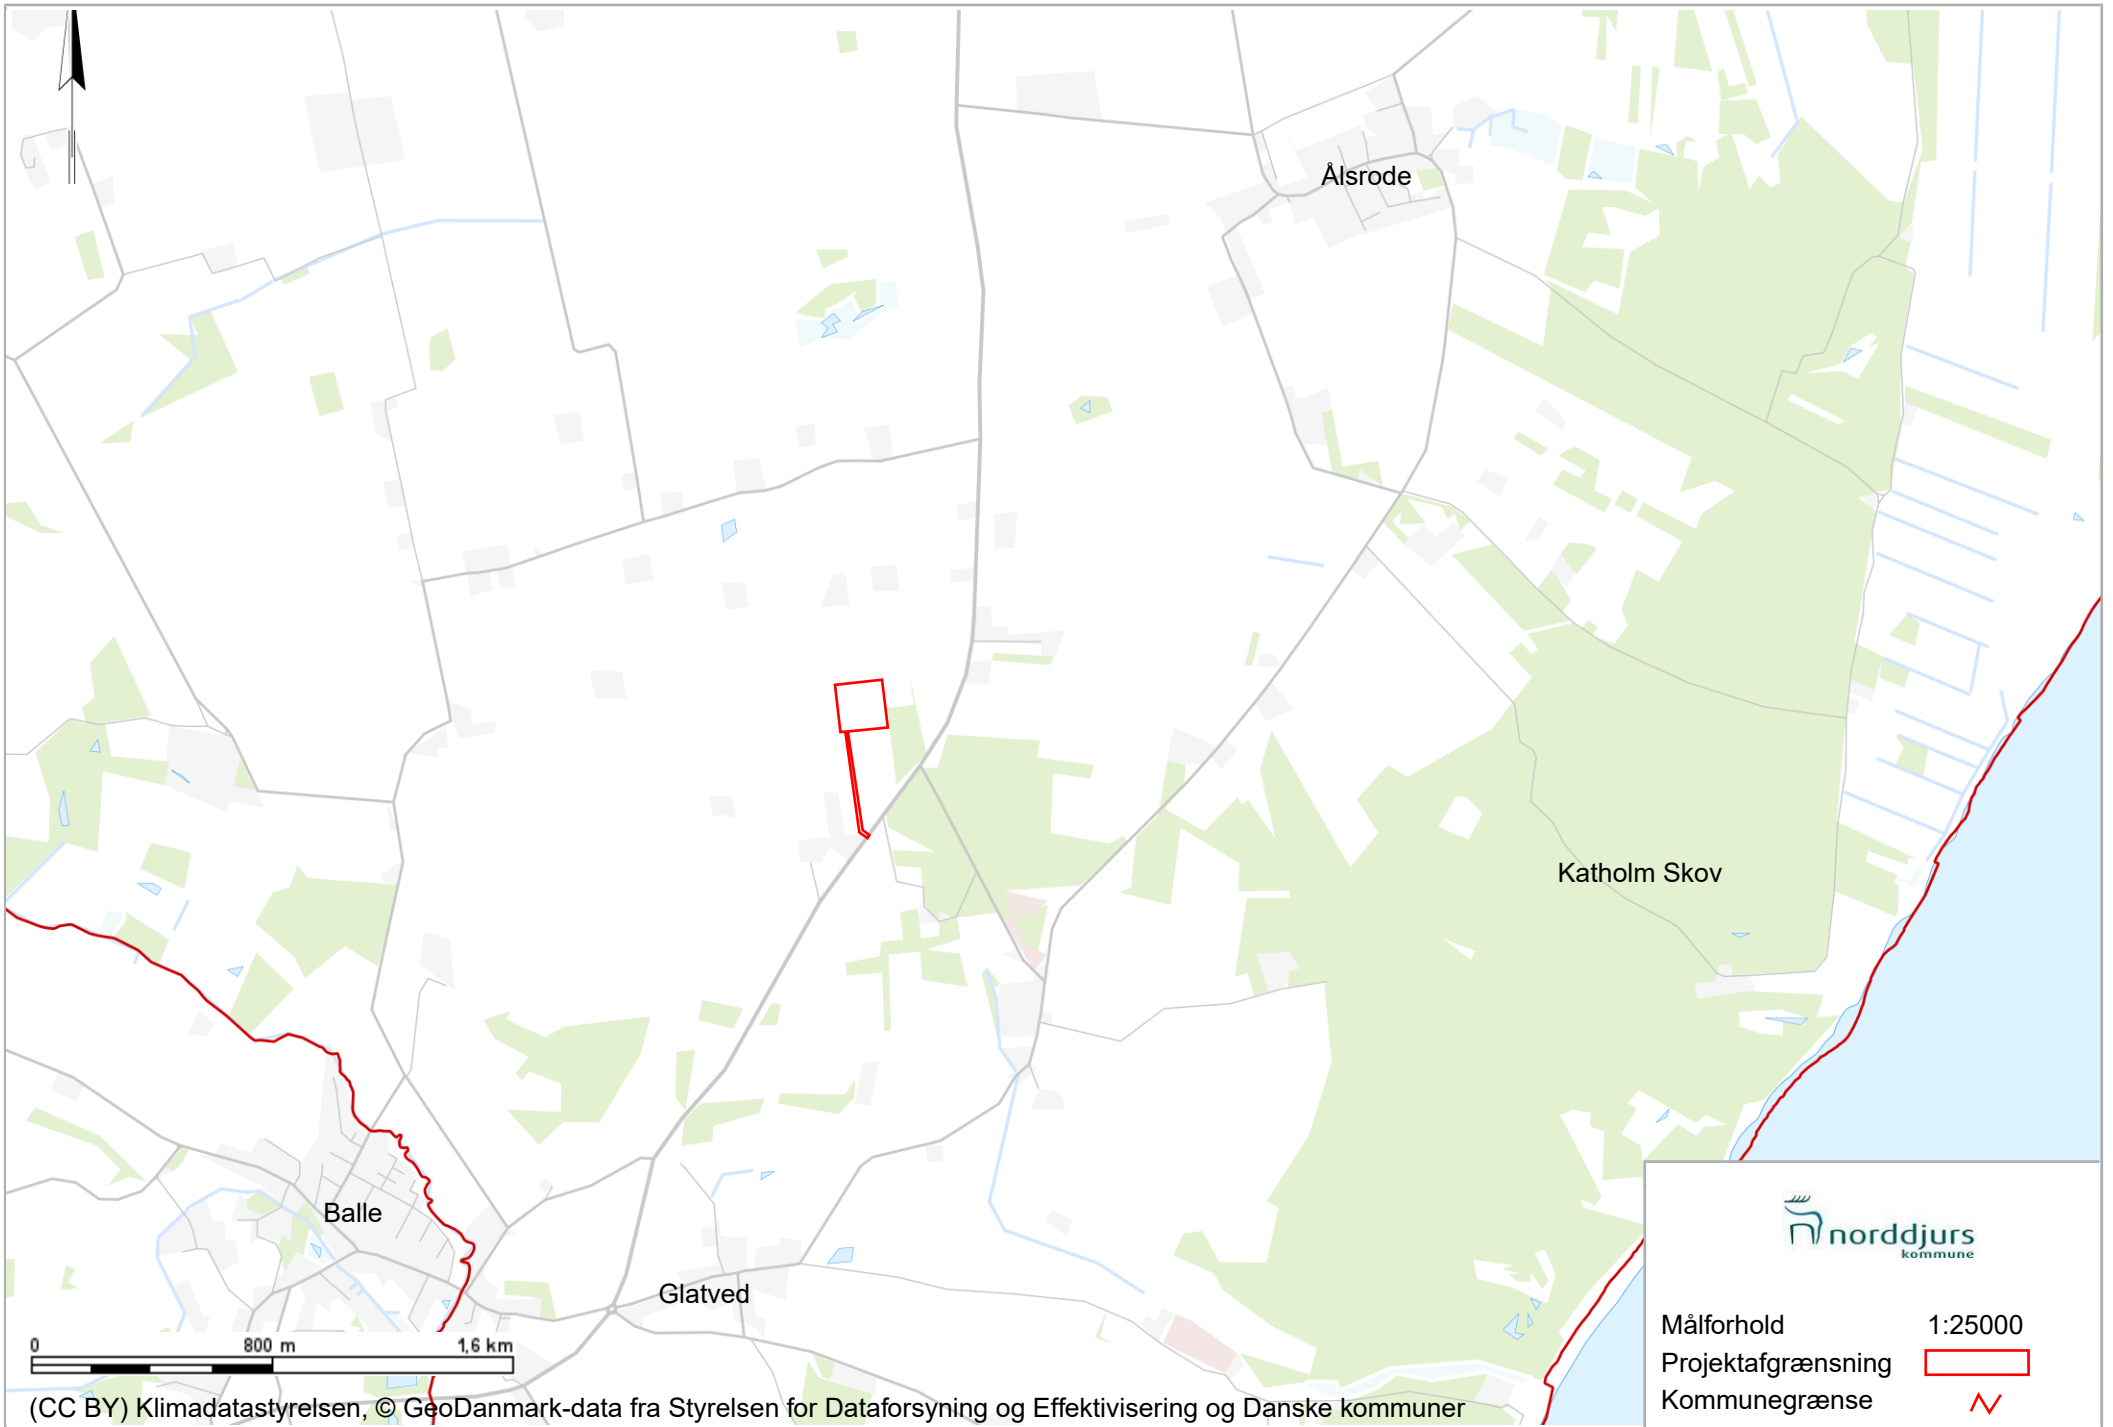 Ålsrode
Katholm Skov
Balle
Glatved
norddjurs
kommune
Målforhold 1:25000
Projektafgrænsning
Kommunegrænse
0 800 m 1,6 km
(CC BY) Klimadatastyrelsen, © GeoDanmark-data fra Styrelsen for Dataforsyning og Effektivisering og Danske kommuner